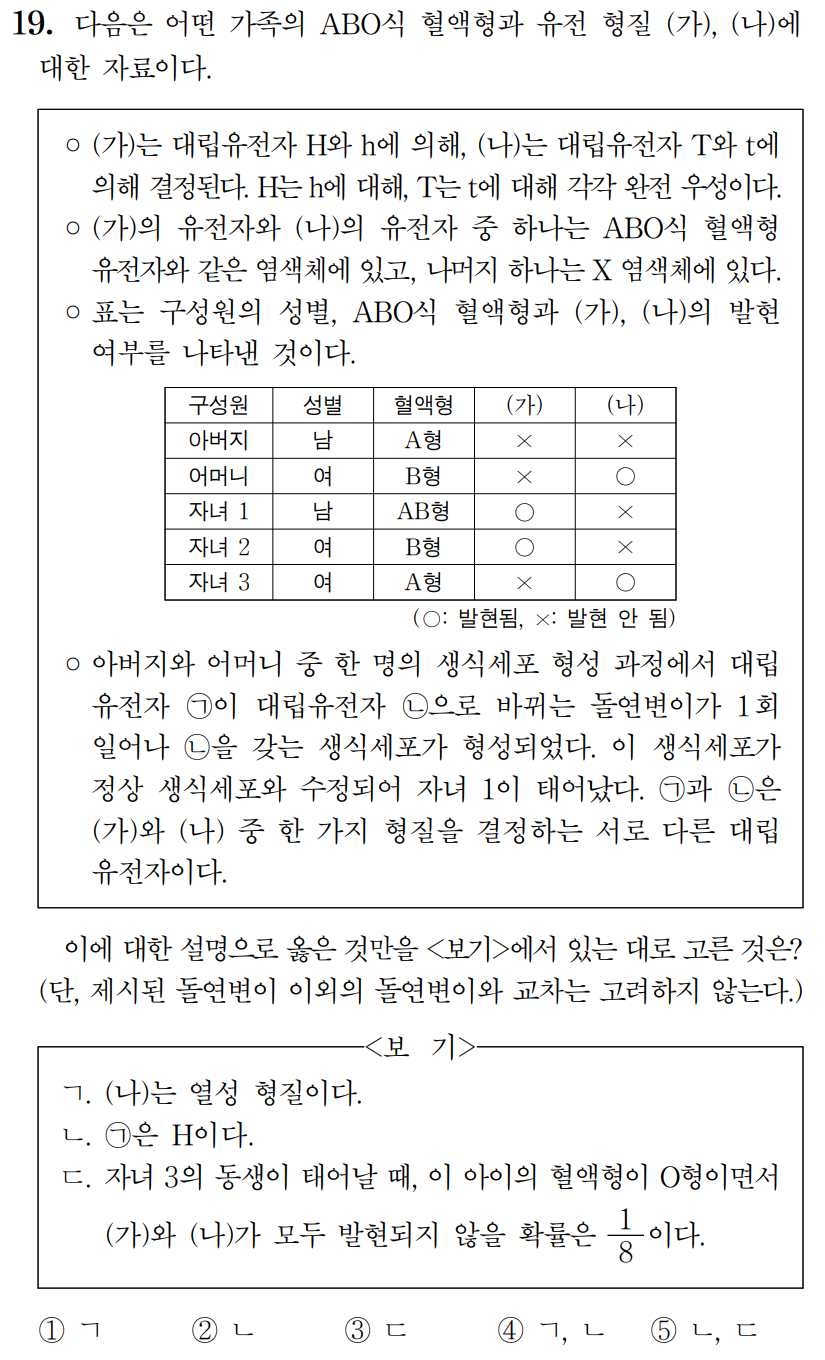 19. 다음은 어떤 가족의 ABO식 혈액형과 유전 형질 (가), (나)에
대한 자료이다.
○ (가)는 대립유전자 H와 h에 의해, (나)는 대립유전자 T와 t에
의해 결정된다. H는 h에 대해, T는 t에 대해 각각 완전 우성이다.
○ (가)의 유전자와 (나)의 유전자 중 하나는 ABO식 혈액형
유전자와 같은 염색체에 있고, 나머지 하나는 X 염색체에 있다.
○ 표는 구성원의 성별, ABO식 혈액형과 (가), (나)의 발현
여부를 나타낸 것이다.
구성원 성별 혈액형 (가) (나)
아버지 남 A형 × ×
어머니 여 B형 × ○
자녀 1 남 AB형 ○ ×
자녀 2 여 B형 ○ ×
자녀 3 여 A형 × ○
(○: 발현됨, ×: 발현 안 됨)
○ 아버지와 어머니 중 한 명의 생식세포 형성 과정에서 대립
유전자 ㉠이 대립유전자 ㉡으로 바뀌는 돌연변이가 1회
일어나 ㉡을 갖는 생식세포가 형성되었다. 이 생식세포가
정상 생식세포와 수정되어 자녀 1이 태어났다. ㉠과 ㉡은
(가)와 (나) 중 한 가지 형질을 결정하는 서로 다른 대립
유전자이다.
이에 대한 설명으로 옳은 것만을 <보기>에서 있는 대로 고른 것은?
(단, 제시된 돌연변이 이외의 돌연변이와 교차는 고려하지 않는다.)
<보 기>
ㄱ. (나)는 열성 형질이다.
ㄴ. ㉠은 H이다.
ㄷ. 자녀 3의 동생이 태어날 때, 이 아이의 혈액형이 O형이면서
(가)와 (나)가 모두 발현되지 않을 확률은 1/8이다.
① ㄱ ② ㄴ ③ ㄷ ④ ㄱ, ㄴ ⑤ ㄴ, ㄷ